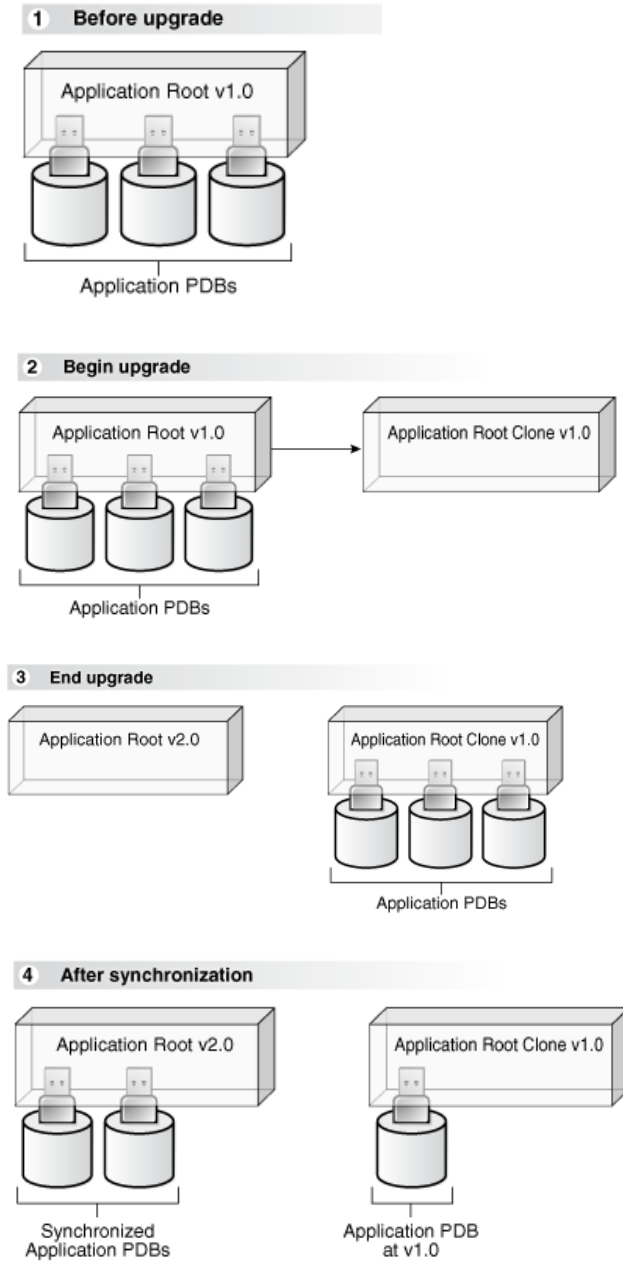 1 Before upgrade
Application Root v1.0
Application PDBs
2 Begin upgrade
Application Root v1.0
Application Root Clone v1.0
Application PDBs
3 End upgrade
Application Root v2.0
Application Root Clone v1.0
Application PDBs
4 After synchronization
Application Root v2.0
Application Root Clone v1.0
Synchronized
Application PDBs
Application PDB
at v1.0